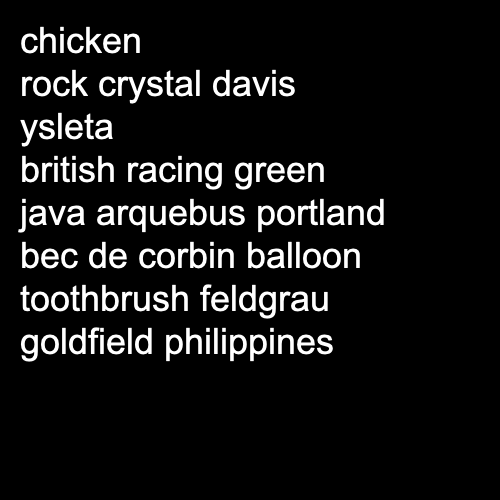 chicken
rock crystal davis
ysleta
british racing green
java arquebus portland
bec de corbin balloon
toothbrush feldgrau
goldfield philippines